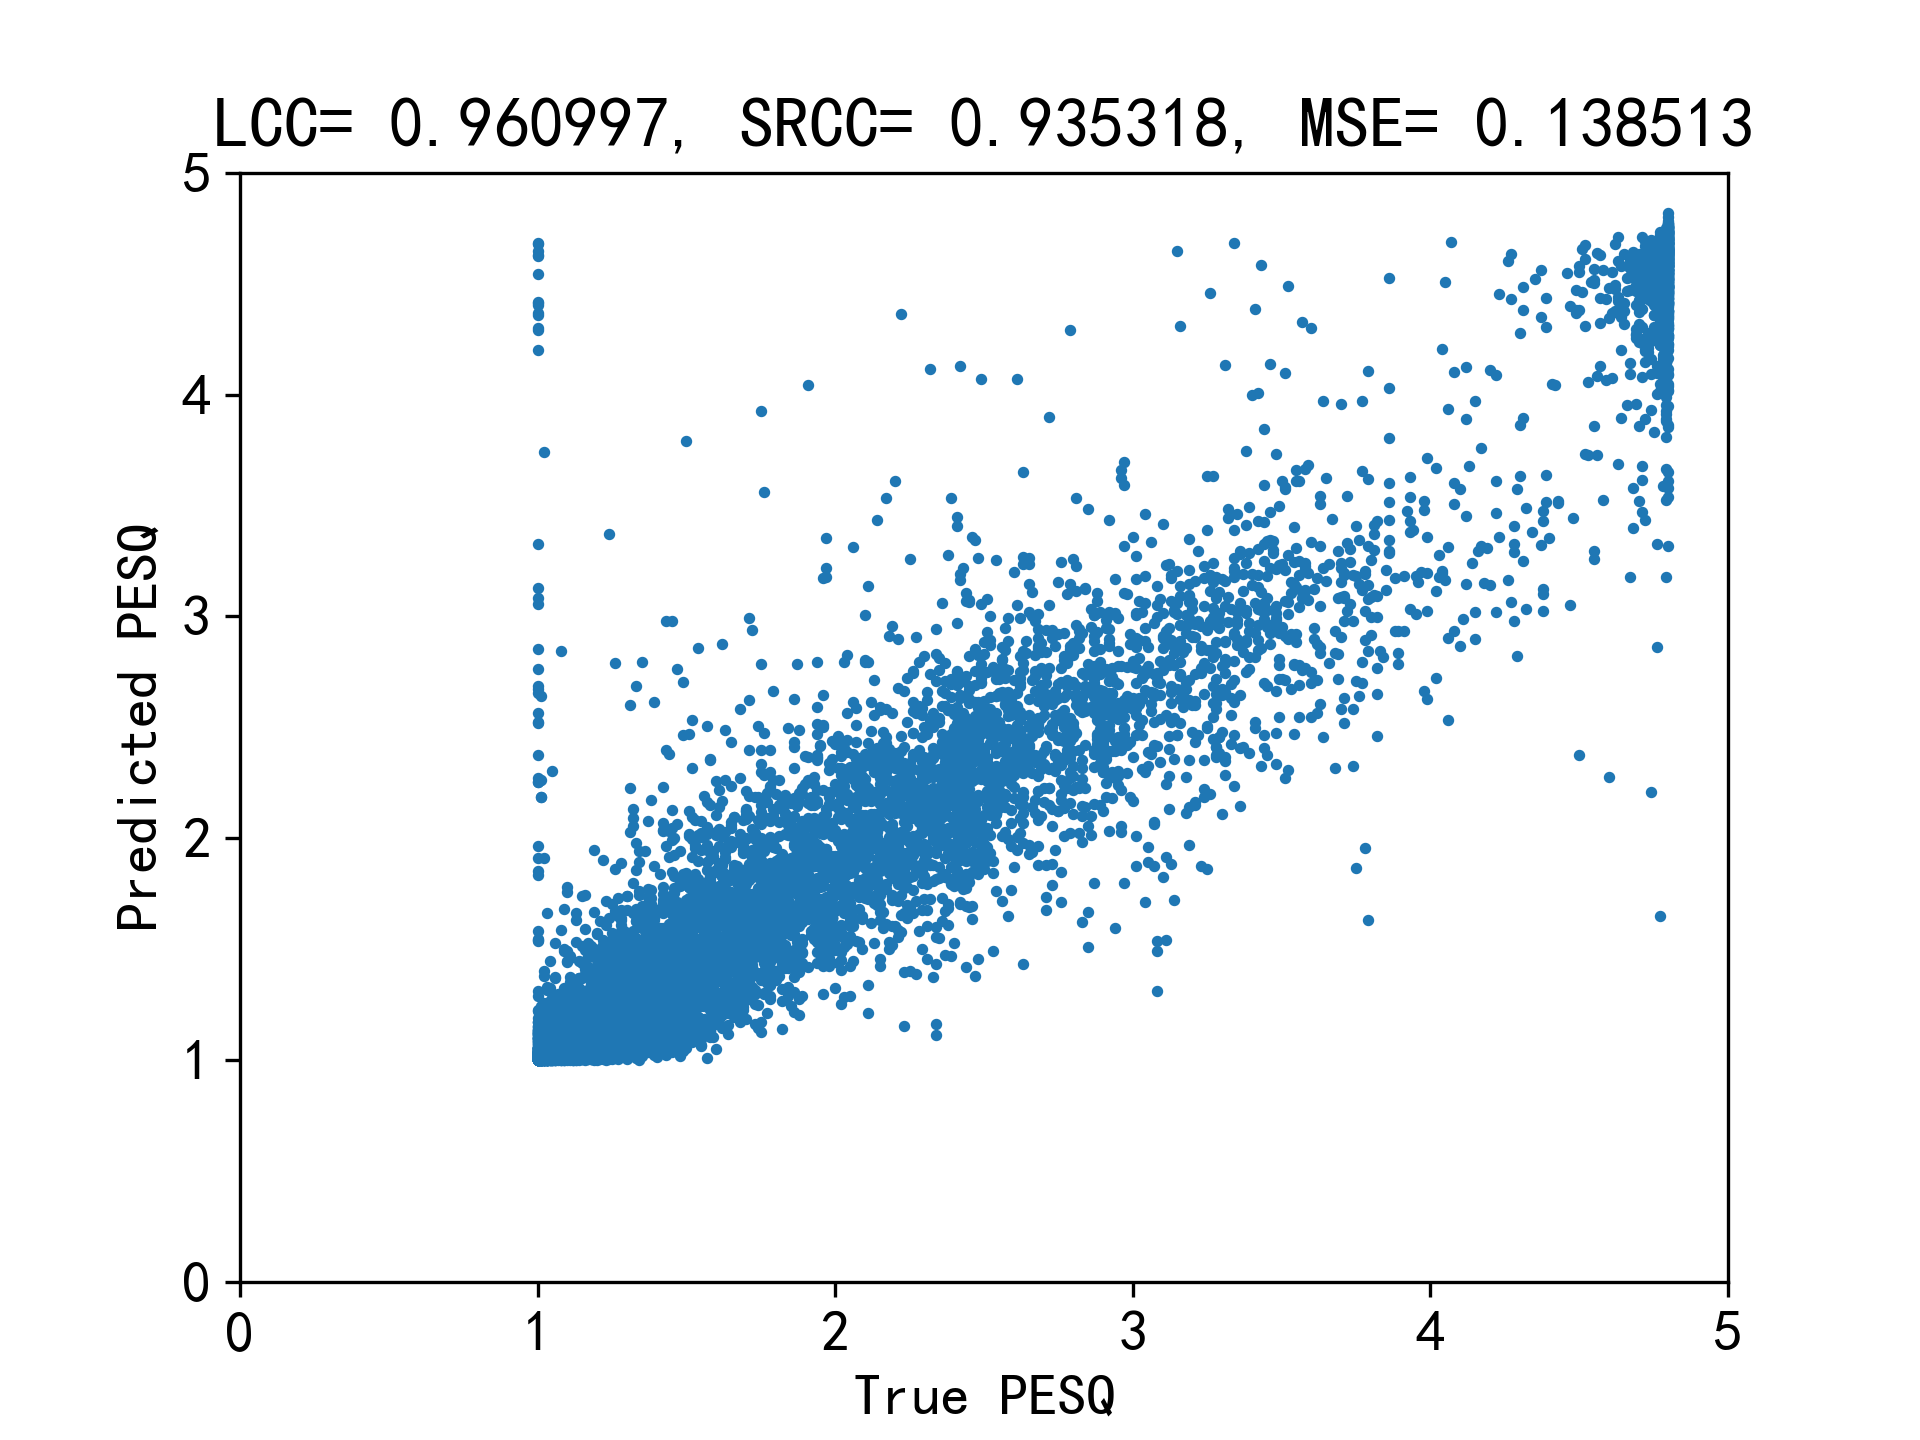 LCC= 0.960997, SRCC= 0.935318, MSE= 0.138513
5
4
3
2
1
0
Predicted PESQ
0 1 2 3 4 5
True PESQ